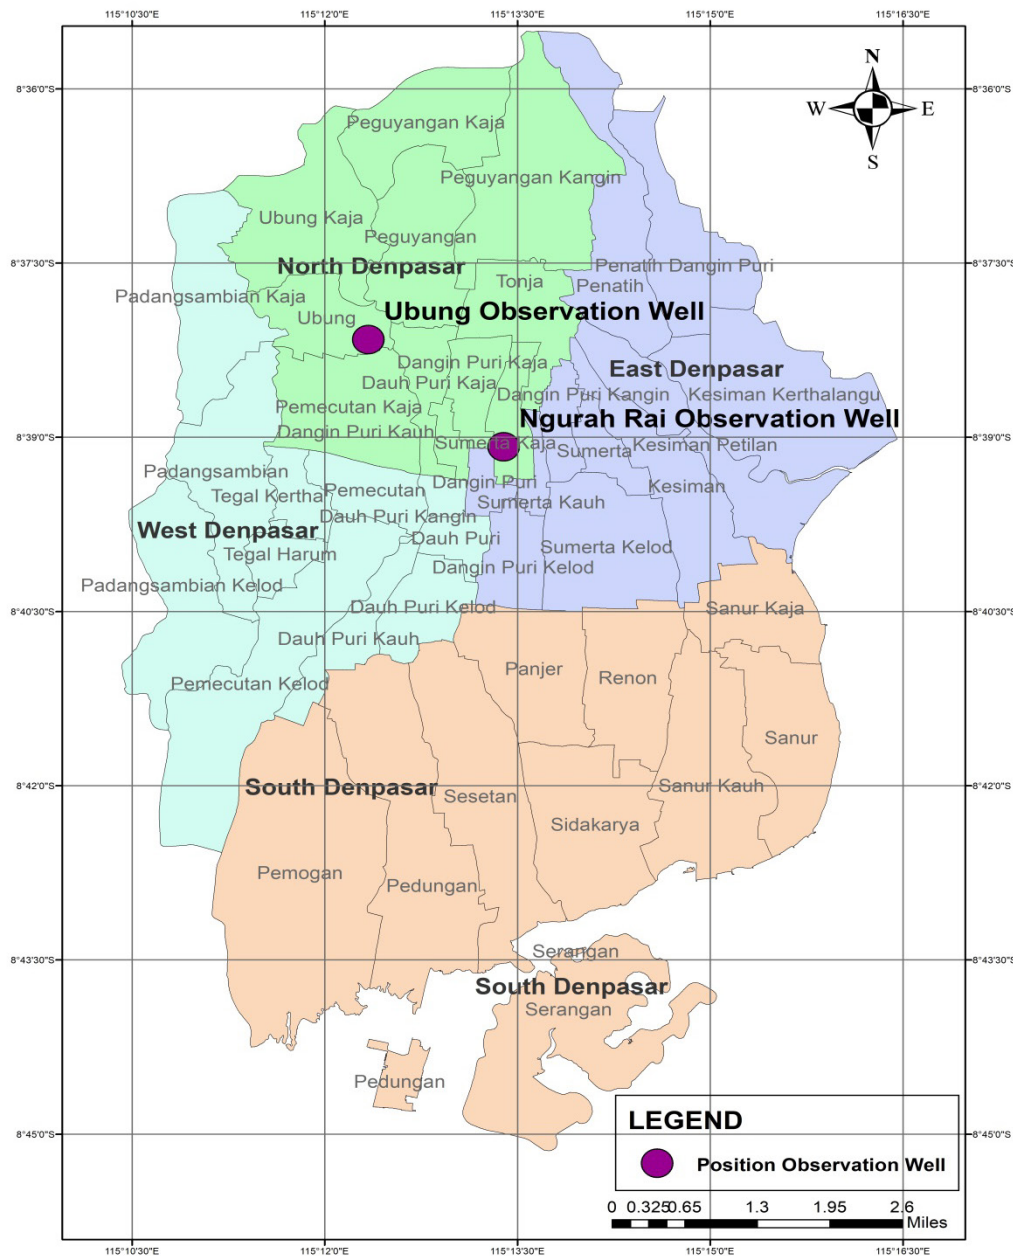 115°10'30"E
115°12'0"E
115°13'30"E
115°15'0"E
115°16'30"E
N
W
E
S
8°36'0"S
8°36'0"S
Peguyangan Kaja
Peguyangan Kangin
Ubung Kaja
Peguyangan
8°37'30"S
8°37'30"S
North Denpasar
Penatih Dangin Puri
Tonja
Penatih
Padangsambian Kaja
Ubung
Ubung Observation Well
Dangin Puri Kaja
East Denpasar
Dauh Puri Kaja
Dangin Puri Kangin
Kesiman Kerthalangu
Pemecutan Kaja
Ngurah Rai Observation Well
Dangin Puri Kauh
8°39'0"S
8°39'0"S
Sumerta Kaja
Sumerta
Kesiman Petilan
Padangsambian
Dangin Puri
Kesiman
Tegal Kertha
Pemecutan
Sumerta Kauh
Dauh Puri Kangin
West Denpasar
Dauh Puri
Tegal Harum
Sumerta Kelod
Dangin Puri Kelod
Padangsambian Kelod
Dauh Puri Kelod
Sanur Kaja
8°40'30"S
8°40'30"S
Dauh Puri Kauh
Panjer
Renon
Pemecutan Kelod
Sanur
8°42'0"S
8°42'0"S
South Denpasar
Sesetan
Sanur Kauh
Sidakarya
Pemogan
Pedungan
Serangan
8°43'30"S
8°43'30"S
South Denpasar
Serangan
Pedungan
LEGEND
8°45'0"S
8°45'0"S
Position Observation Well
0 0.325 0.65 1.3 1.95 2.6
Miles
115°10'30"E
115°12'0"E
115°13'30"E
115°15'0"E
115°16'30"E